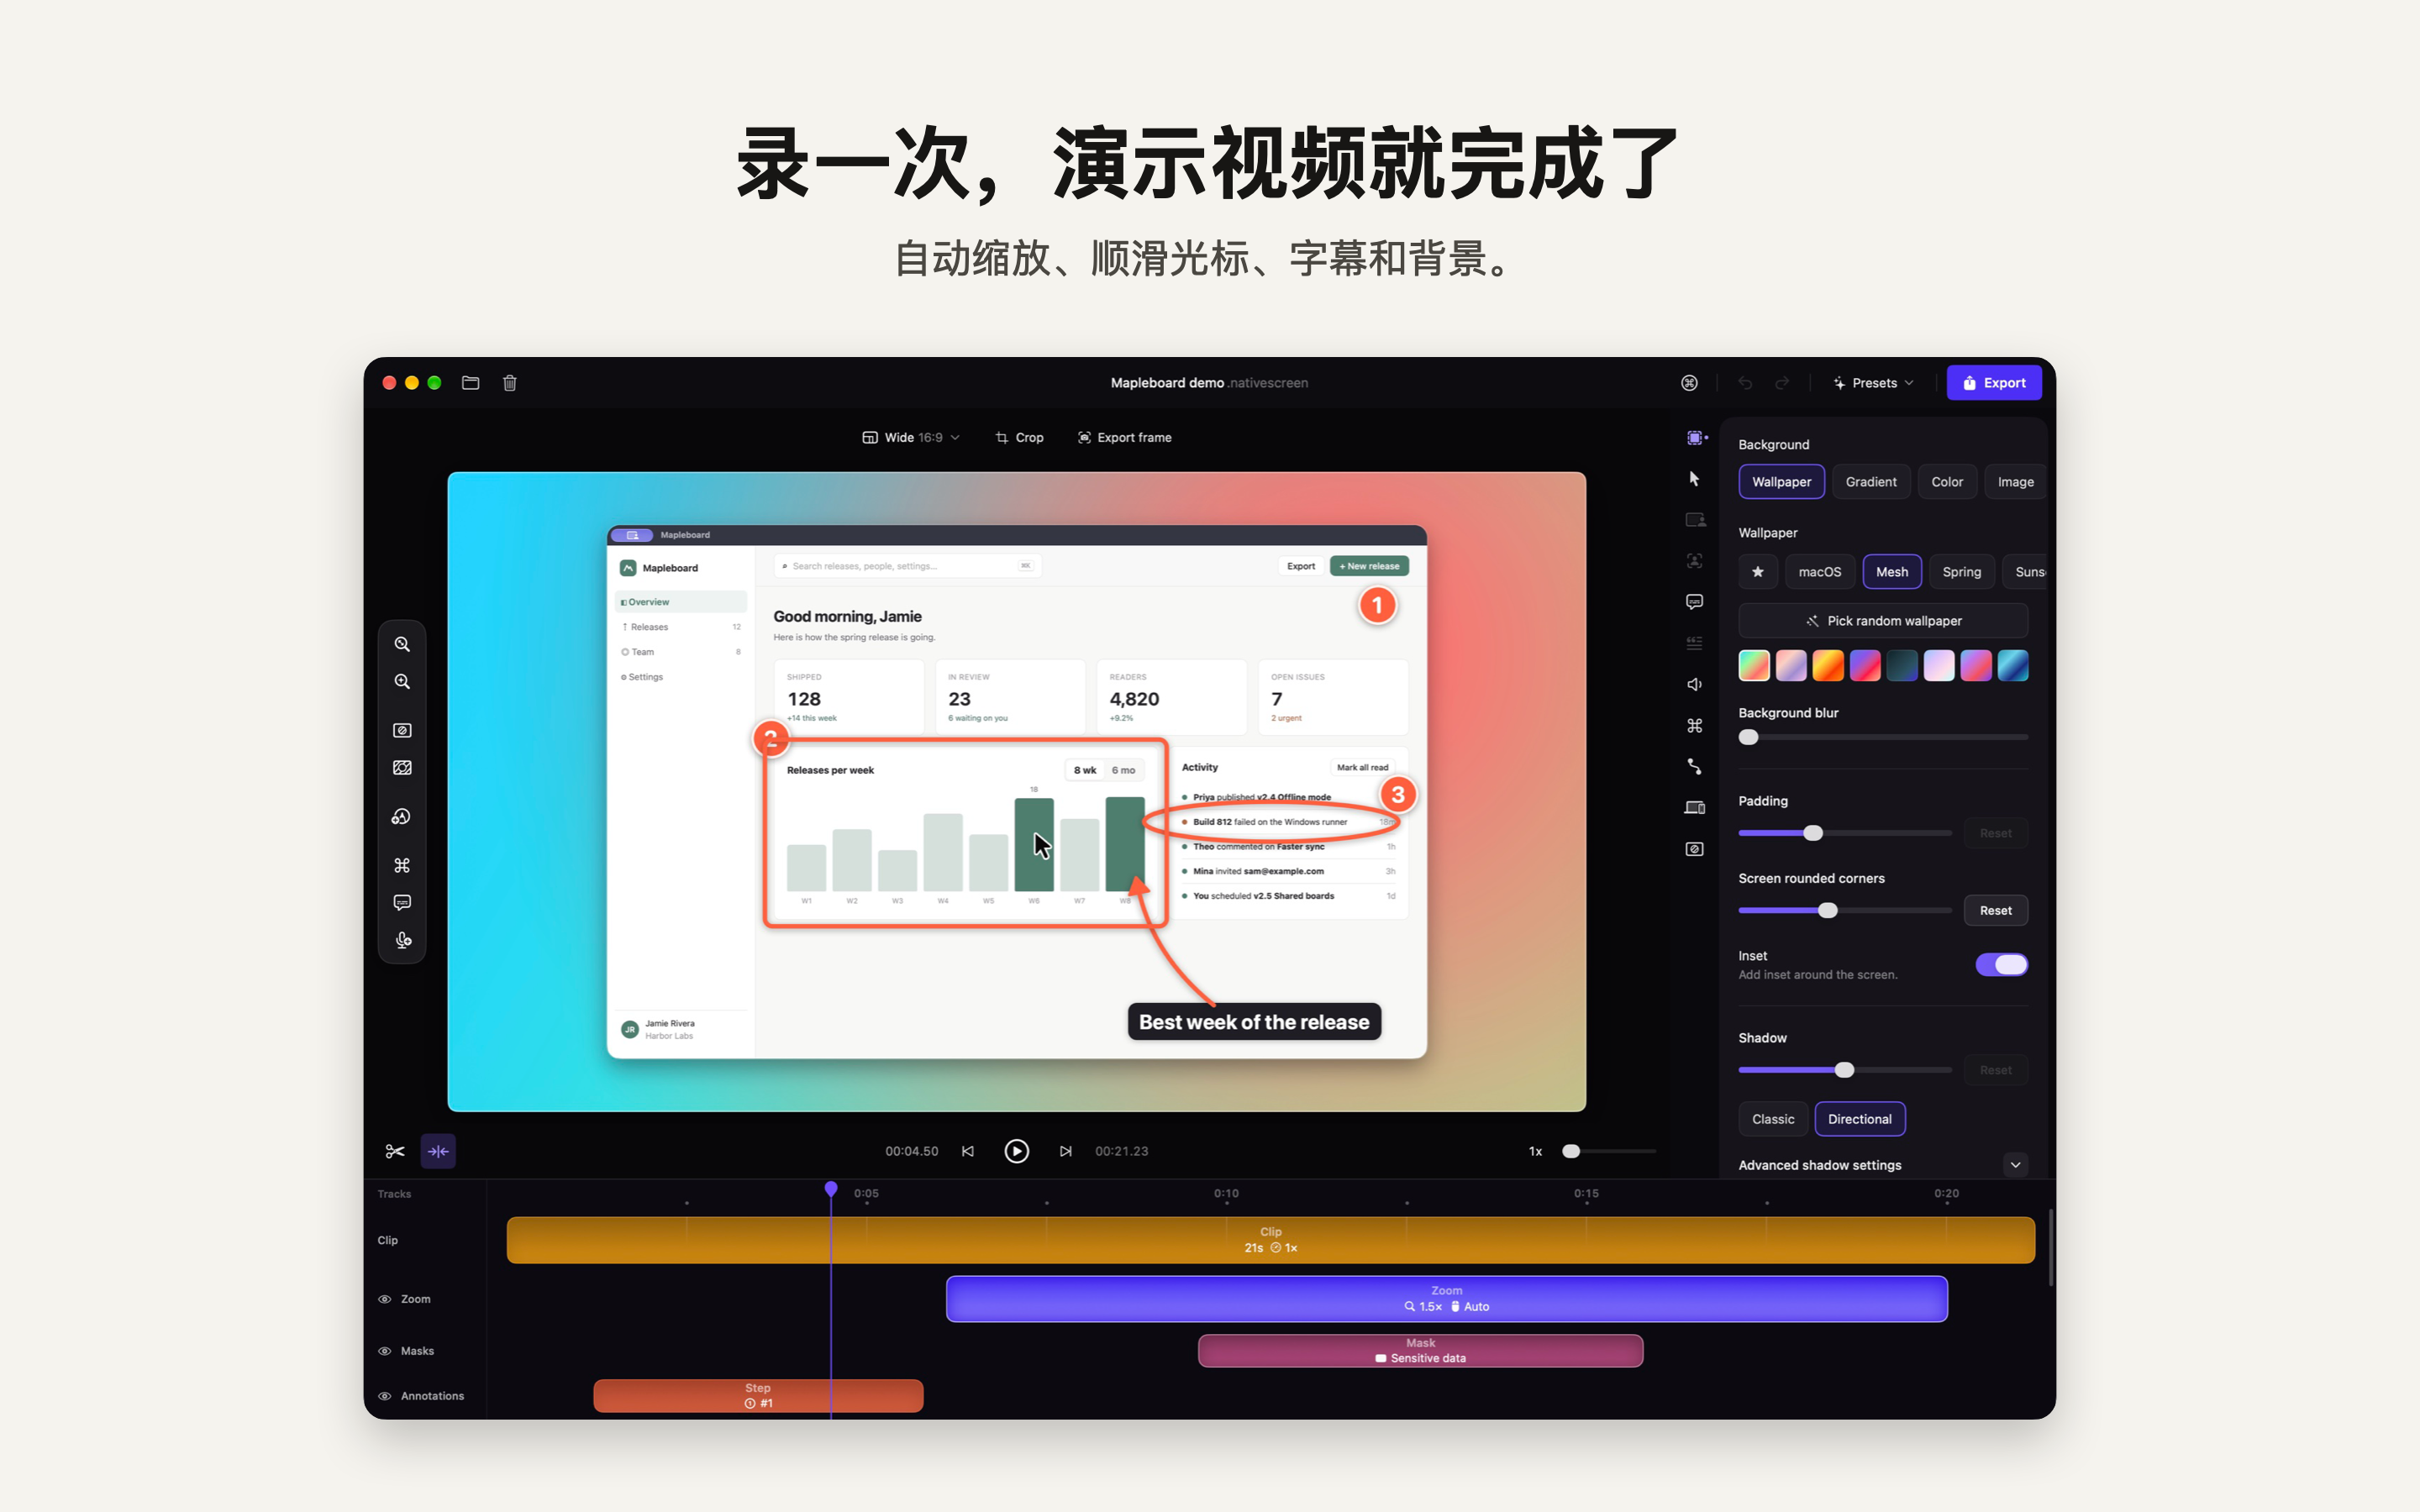 录一次，演示视频就完成了
自动缩放、顺滑光标、字幕和背景。
Mapleboard demo.nativescreen
Presets
Export
Wide 16:9
Crop
Export frame
Mapleboard
Mapleboard
Search releases, people, settings...
⌘K
Export
+ New release
1
Overview
Releases 12
Team 8
Settings
Good morning, Jamie
Here is how the spring release is going.
SHIPPED
128
+14 this week
IN REVIEW
23
6 waiting on you
READERS
4,820
+9.2%
OPEN ISSUES
7
2 urgent
2
Releases per week
8 wk
6 mo
18
W1 W2 W3 W4 W5 W6 W7 W8
Activity
Mark all read
3
Priya published v2.4 Offline mode
Build 812 failed on the Windows runner 18m
Theo commented on Faster sync 1h
Mina invited sam@example.com 3h
You scheduled v2.5 Shared boards 1d
Best week of the release
JR
Jamie Rivera
Harbor Labs
Background
Wallpaper
Gradient
Color
Image
Wallpaper
macOS
Mesh
Spring
Suns
Pick random wallpaper
Background blur
Padding
Reset
Screen rounded corners
Reset
Inset
Add inset around the screen.
Shadow
Reset
Classic
Directional
Advanced shadow settings
00:04.50
00:21.23
1x
Tracks
0:05
0:10
0:15
0:20
Clip
Clip
21s 1×
Zoom
Zoom
1.5× Auto
Masks
Mask
Sensitive data
Annotations
Step
#1